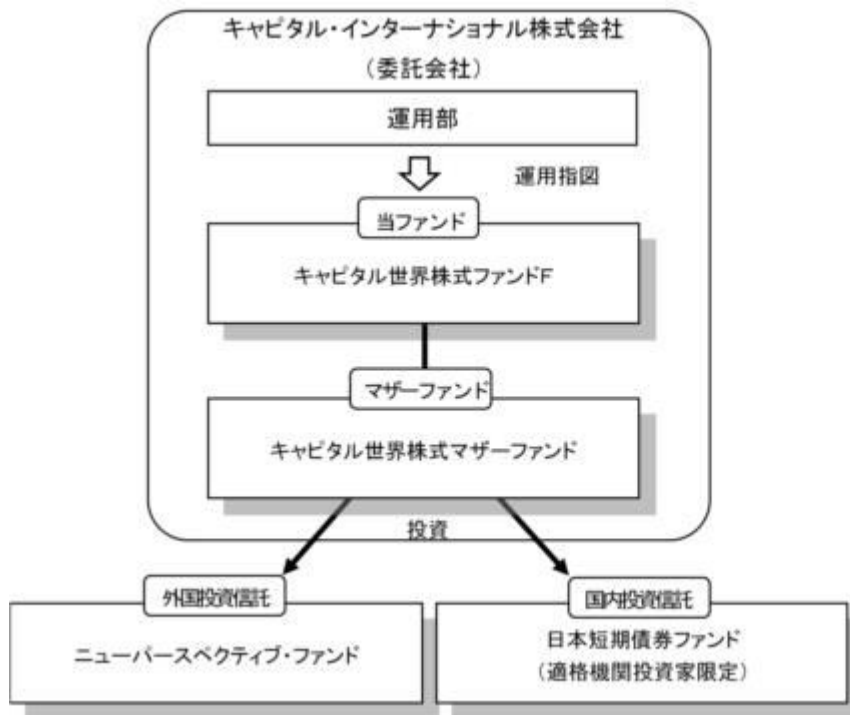 キャピタル・インターナショナル株式会社
(委託会社)
運用部
運用指図
当ファンド
キャピタル世界株式ファンドF
マザーファンド
キャピタル世界株式マザーファンド
投資
外国投資信託
国内投資信託
ニューパースペクティブ・ファンド
日本短期債券ファンド
(適格機関投資家限定)